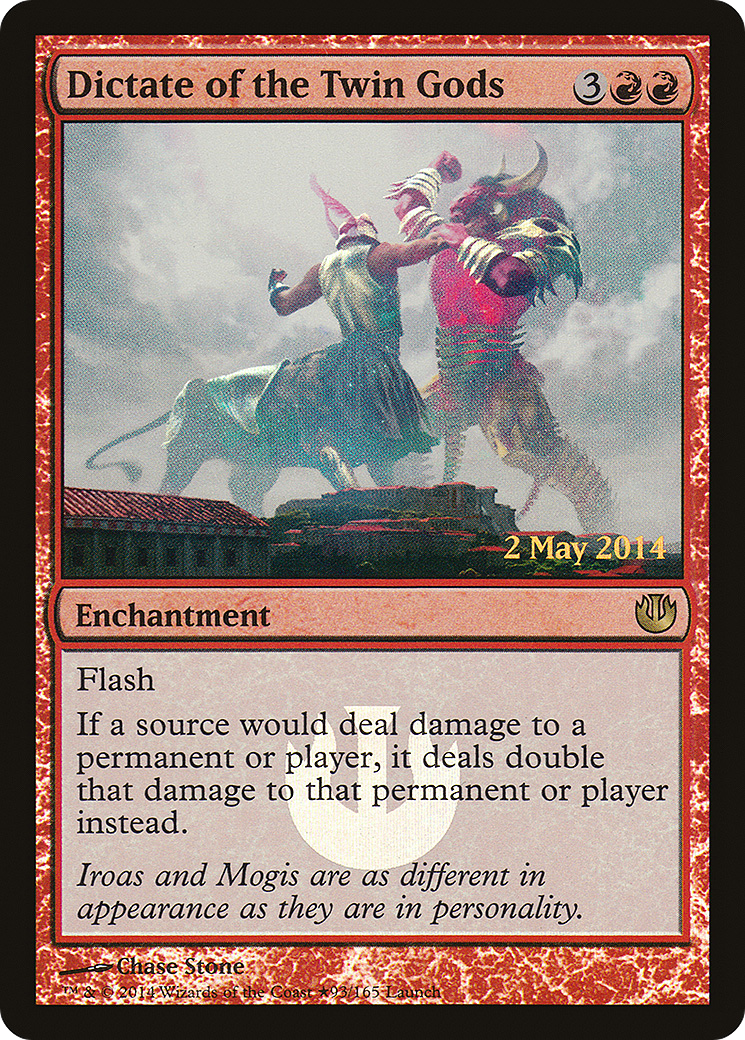 Dictate of the Twin Gods 3
2 May 2014
Enchantment
Flash
If a source would deal damage to a
permanent or player, it deals double
that damage to that permanent or player
instead.
Iroas and Mogis are as different in
appearance as they are in personality.
Chase Stone
™ & © 2014 Wizards of the Coast ★93/165 Launch